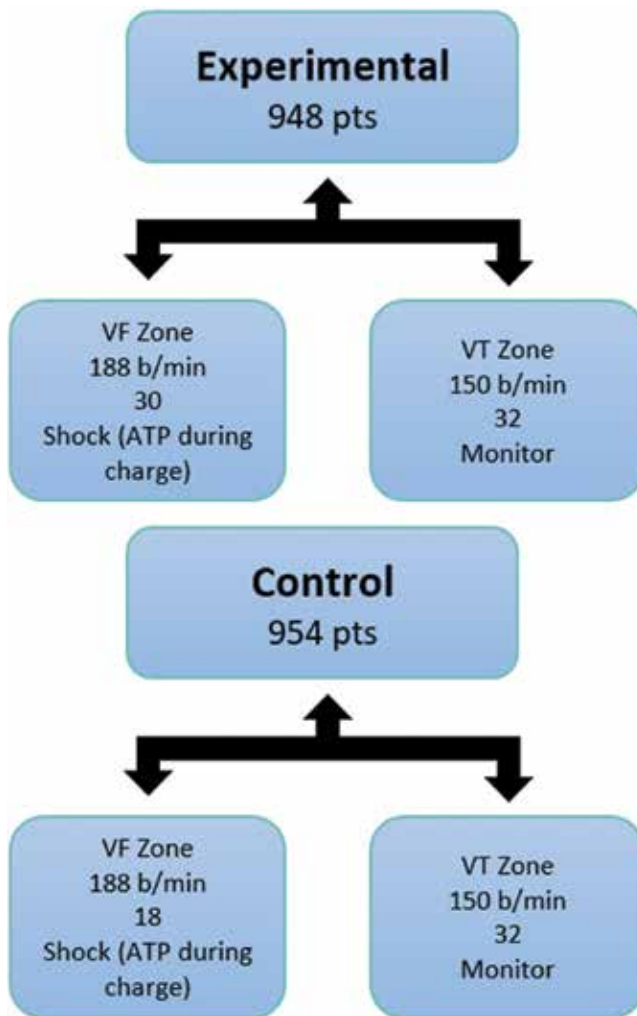 Experimental
948 pts
VF Zone
188 b/min
30
Shock (ATP during
charge)
VT Zone
150 b/min
32
Monitor
Control
954 pts
VF Zone
188 b/min
18
Shock (ATP during
charge)
VT Zone
150 b/min
32
Monitor